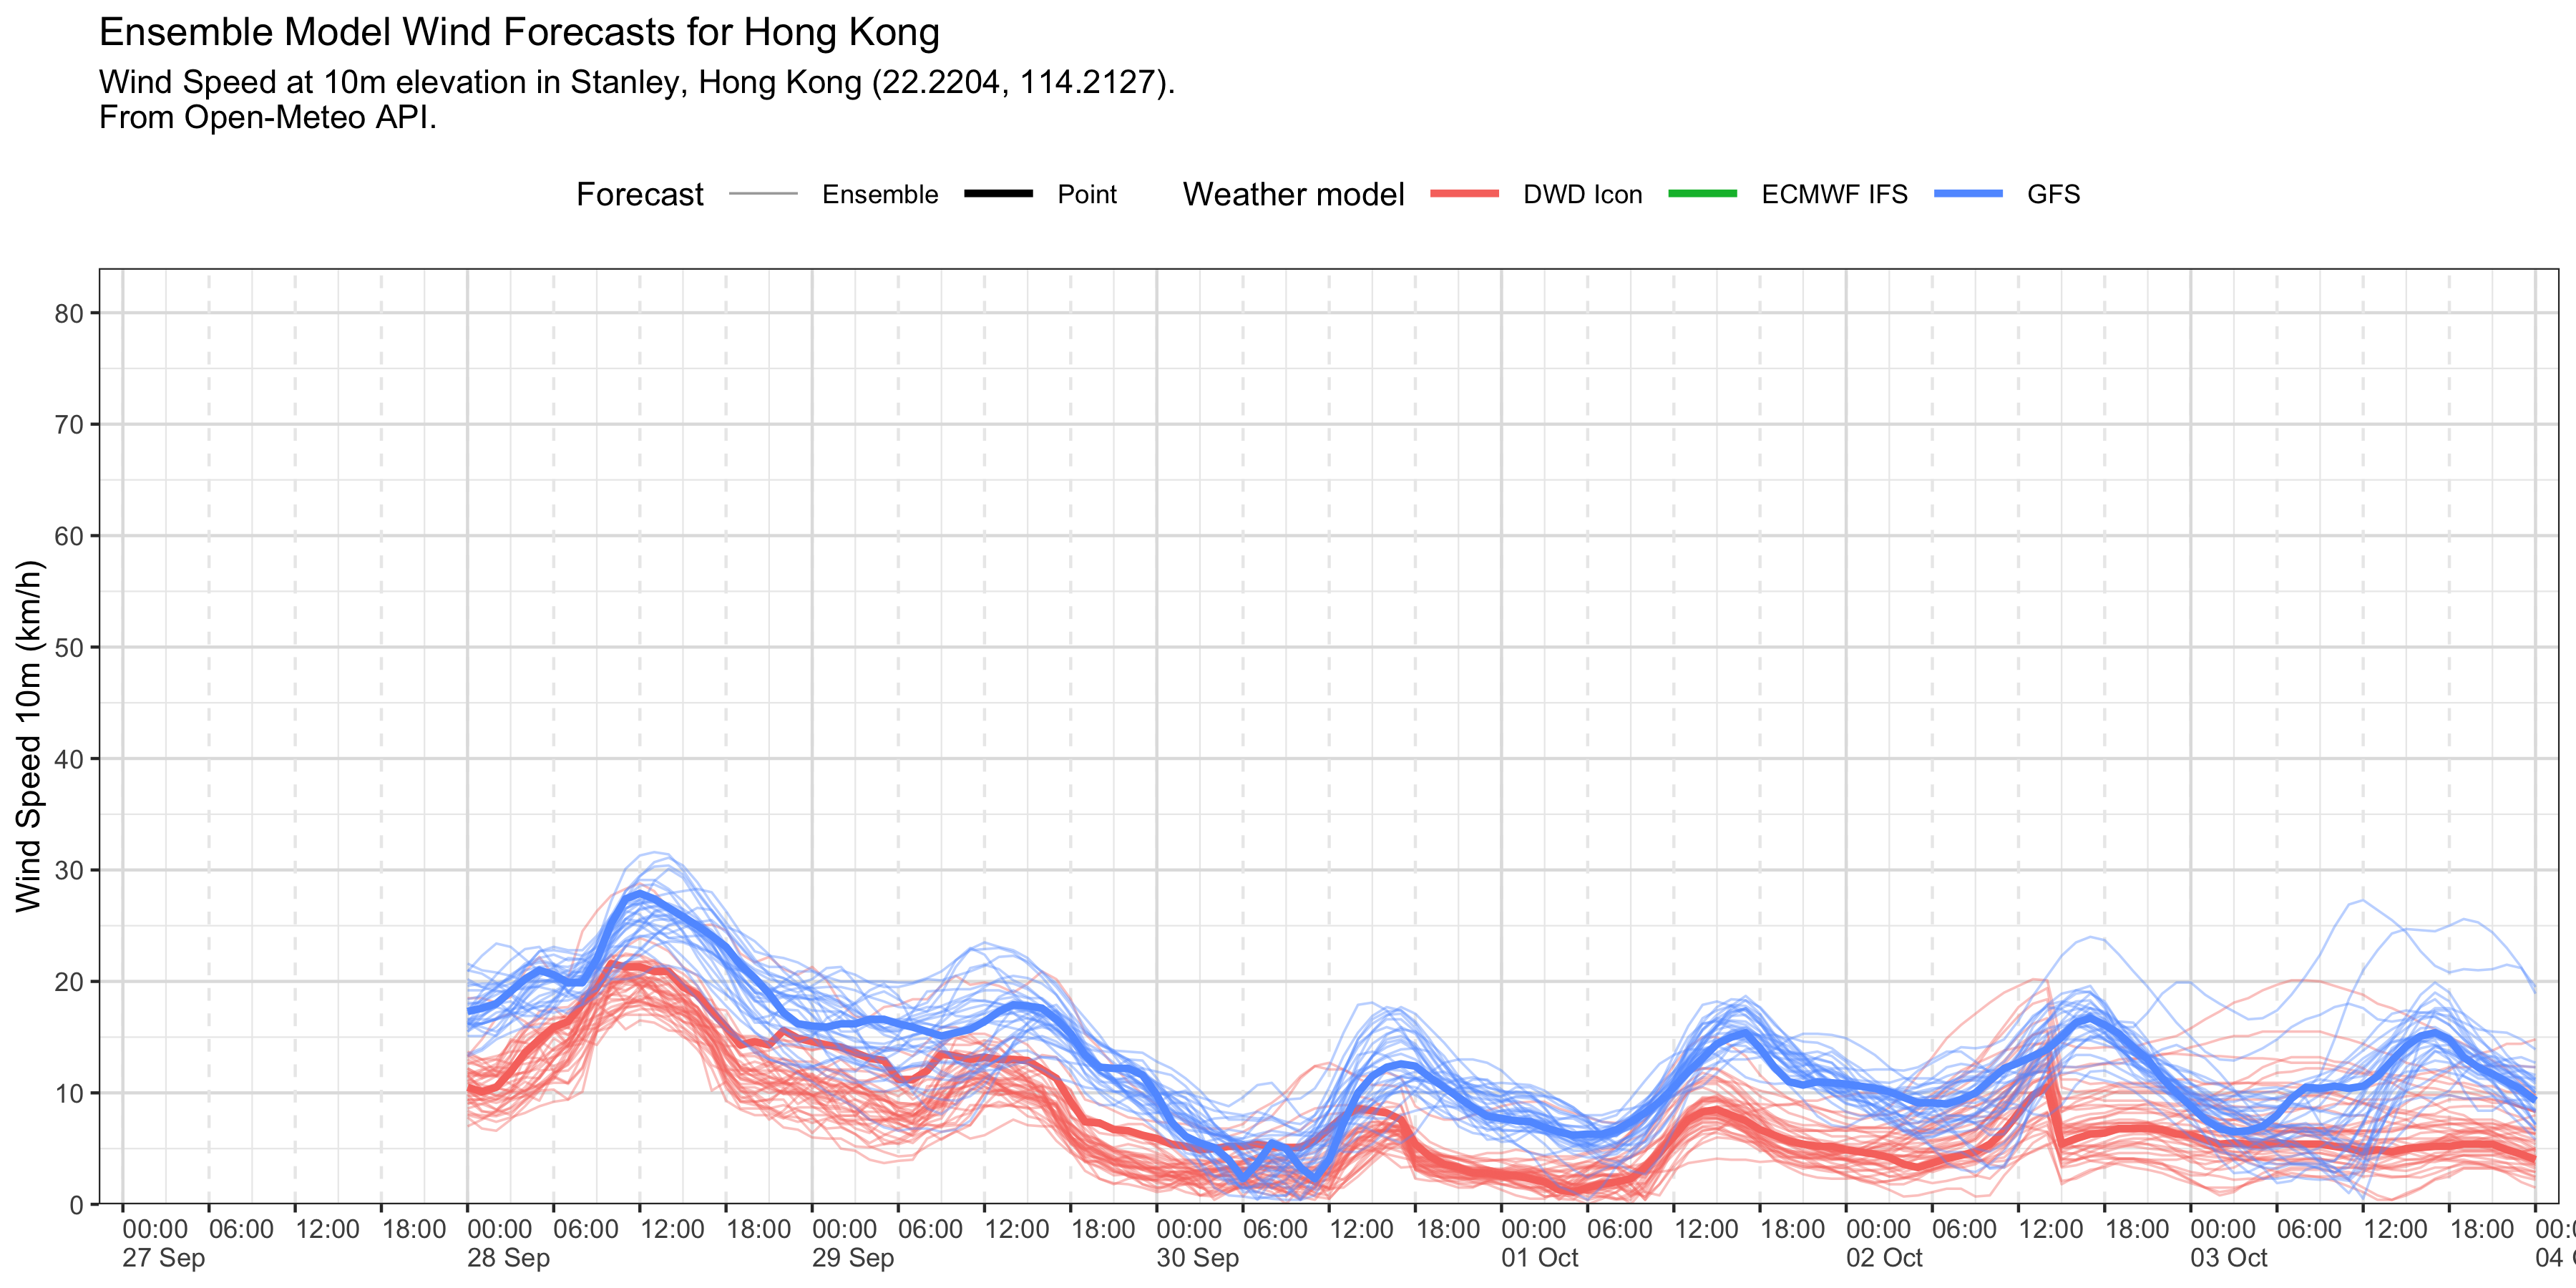 Ensemble Model Wind Forecasts for Hong Kong
Wind Speed at 10m elevation in Stanley, Hong Kong (22.2204, 114.2127).
From Open-Meteo API.
Forecast Ensemble Point Weather model DWD Icon ECMWF IFS GFS
Wind Speed 10m (km/h)
80
70
60
50
40
30
20
10
0
00:00 06:00 12:00 18:00 00:00 06:00 12:00 18:00 00:00 06:00 12:00 18:00 00:00 06:00 12:00 18:00 00:00 06:00 12:00 18:00 00:00 06:00 12:00 18:00 00:00 06:00 12:00 18:00
27 Sep 28 Sep 29 Sep 30 Sep 01 Oct 02 Oct 03 Oct 04